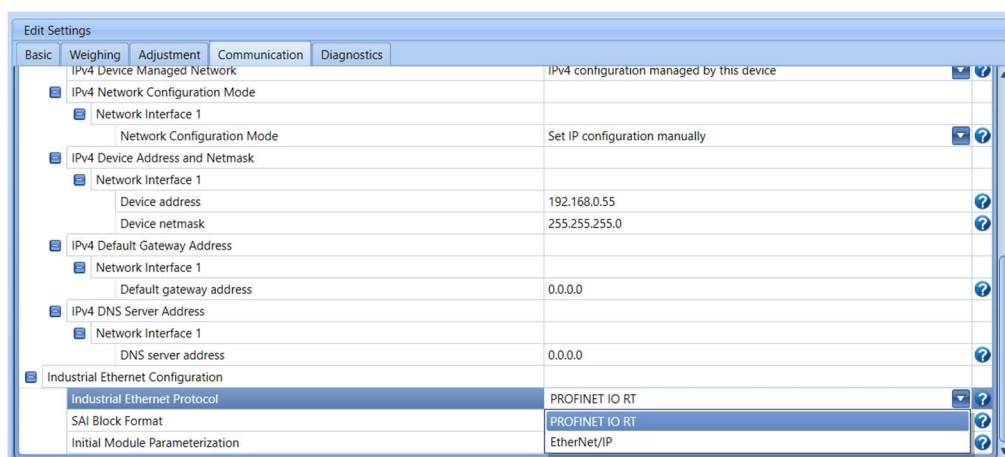 Edit Settings
Basic Weighing Adjustment Communication Diagnostics
IPv4 Device Managed Network IPv4 configuration managed by this device
IPv4 Network Configuration Mode
Network Interface 1
Network Configuration Mode Set IP configuration manually
IPv4 Device Address and Netmask
Network Interface 1
Device address 192.168.0.55
Device netmask 255.255.255.0
IPv4 Default Gateway Address
Network Interface 1
Default gateway address 0.0.0.0
IPv4 DNS Server Address
Network Interface 1
DNS server address 0.0.0.0
Industrial Ethernet Configuration
Industrial Ethernet Protocol PROFINET IO RT
SAI Block Format PROFINET IO RT
Initial Module Parameterization EtherNet/IP